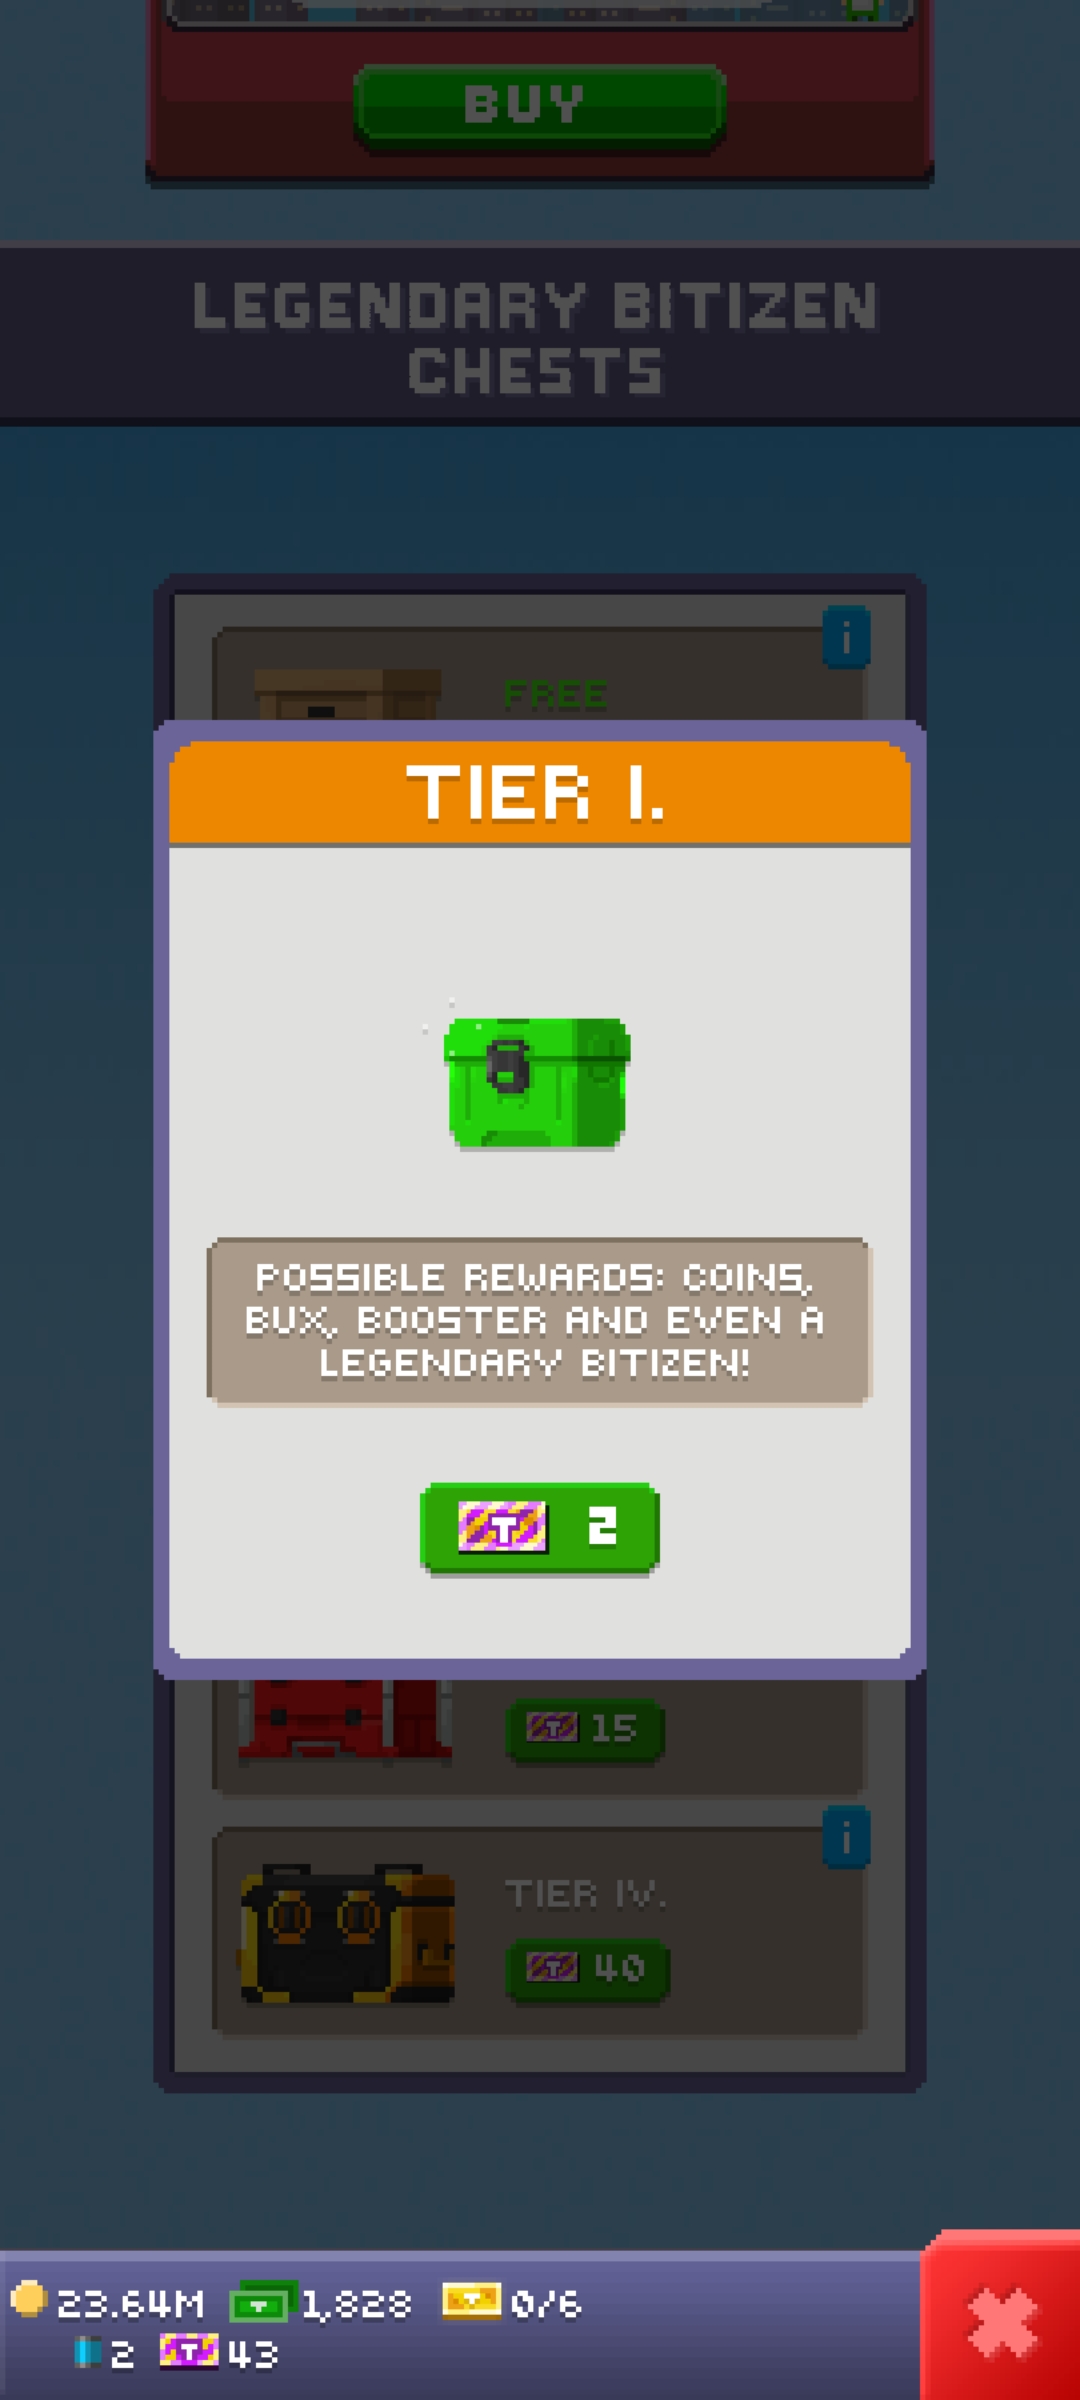 BUY
LEGENDARY BITIZEN
CHESTS
i
FREE
TIER I.
POSSIBLE REWARDS: COINS,
BUX, BOOSTER AND EVEN A
LEGENDARY BITIZEN!
T 2
T 15
i
TIER IV.
T 40
23.64M 1,828 0/6
2 T 43